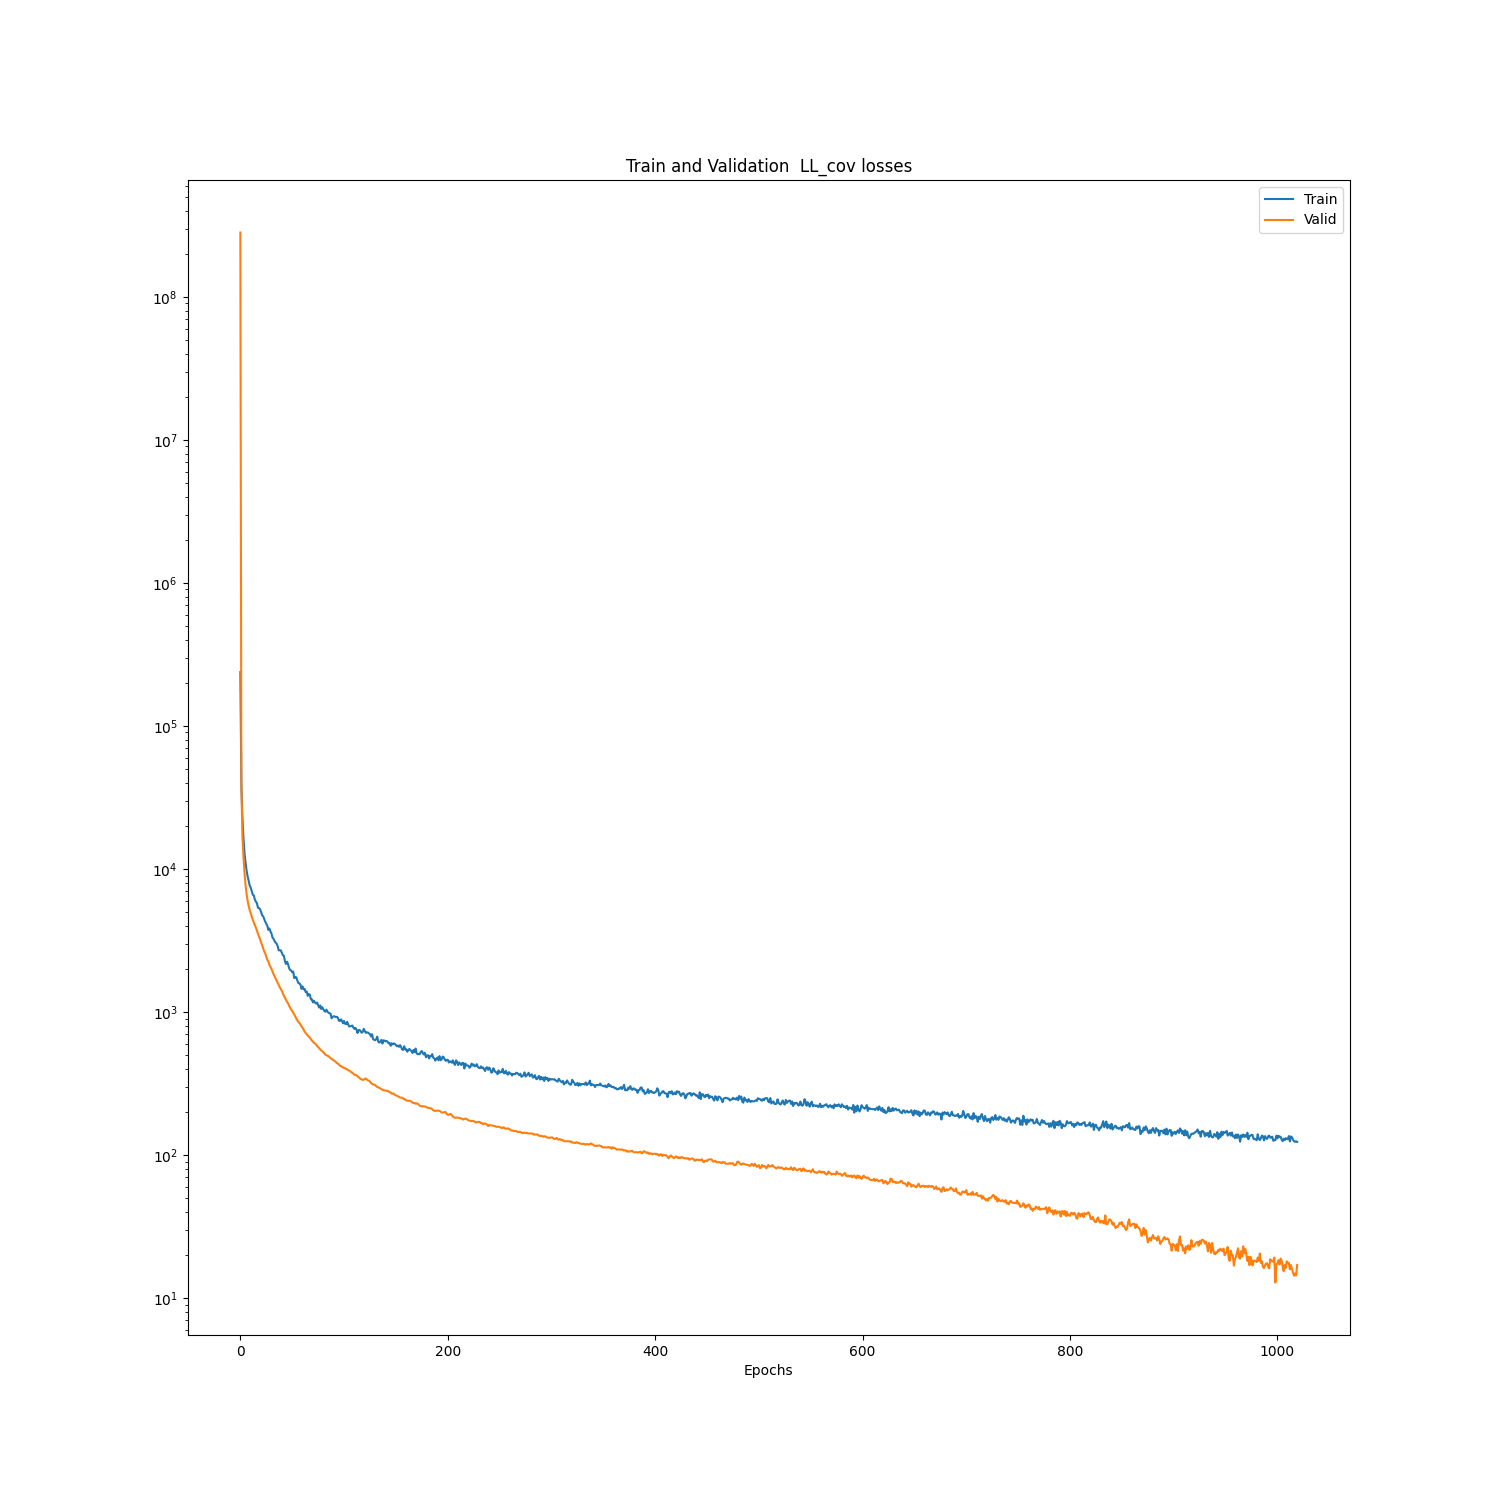 Train and Validation  LL_cov losses
Train
Valid
10⁸
10⁷
10⁶
10⁵
10⁴
10³
10²
10¹
0 200 400 600 800 1000
Epochs